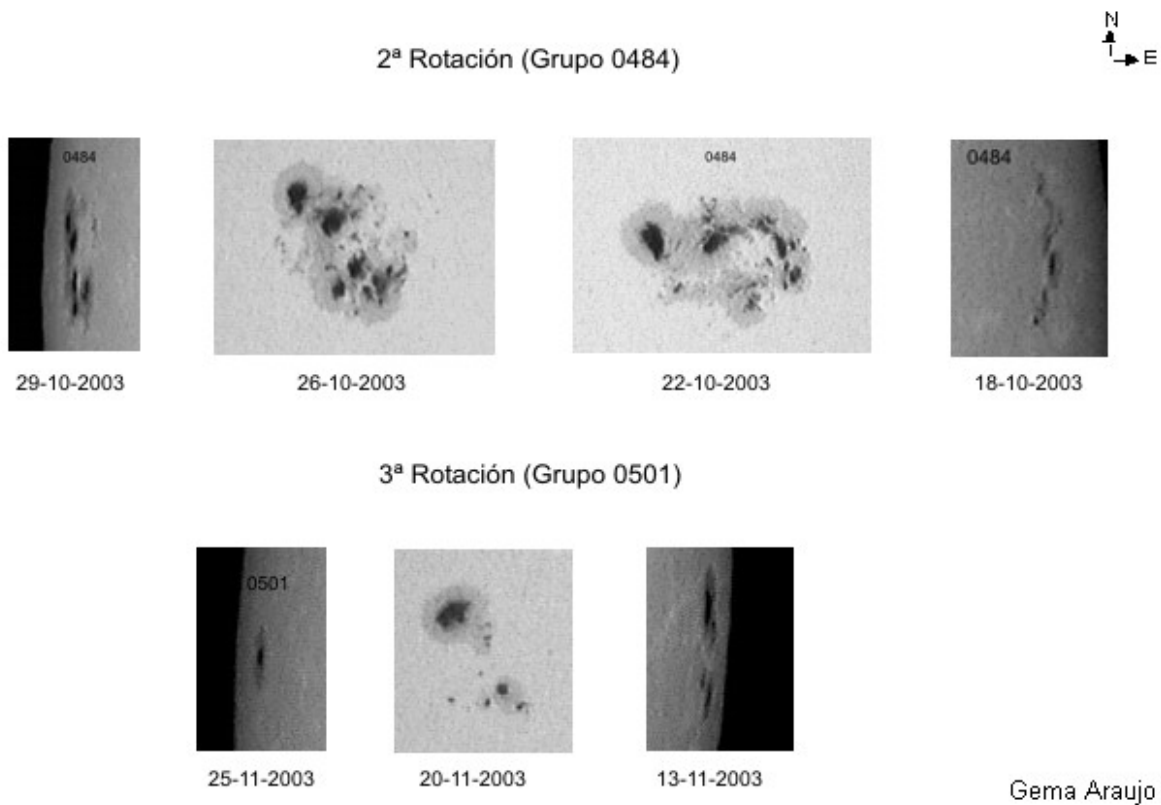 N
E
2ª Rotación (Grupo 0484)
0484
0484
0484
29-10-2003
26-10-2003
22-10-2003
18-10-2003
3ª Rotación (Grupo 0501)
0501
25-11-2003
20-11-2003
13-11-2003
Gema Araujo